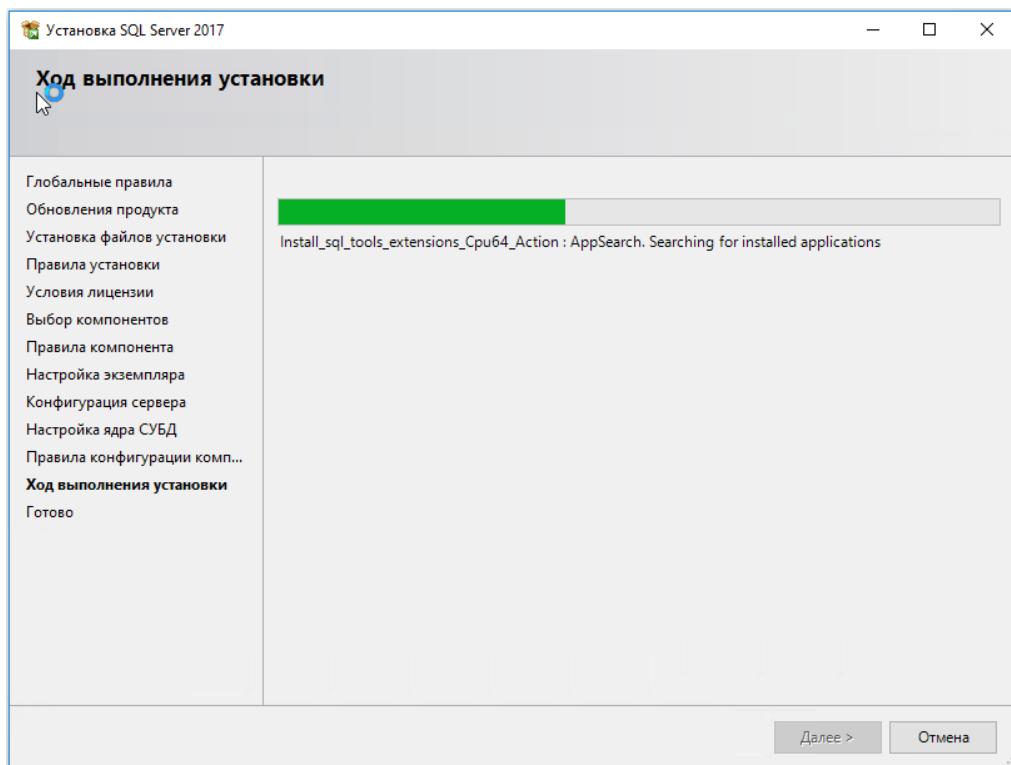 Установка SQL Server 2017
Ход выполнения установки
Глобальные правила
Обновления продукта
Установка файлов установки
Правила установки
Условия лицензии
Выбор компонентов
Правила компонента
Настройка экземпляра
Конфигурация сервера
Настройка ядра СУБД
Правила конфигурации комп...
Ход выполнения установки
Готово
Install_sql_tools_extensions_Cpu64_Action : AppSearch. Searching for installed applications
Далее >
Отмена